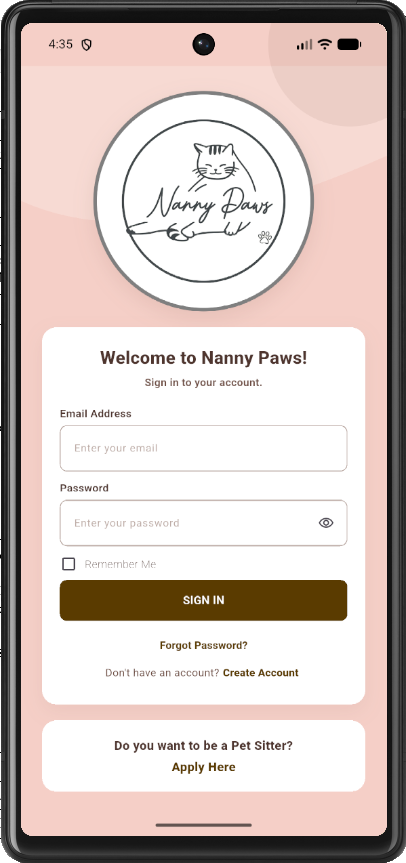 4:35
Nanny Paws
Welcome to Nanny Paws!
Sign in to your account.
Email Address
Enter your email
Password
Enter your password
Remember Me
SIGN IN
Forgot Password?
Don't have an account? Create Account
Do you want to be a Pet Sitter?
Apply Here